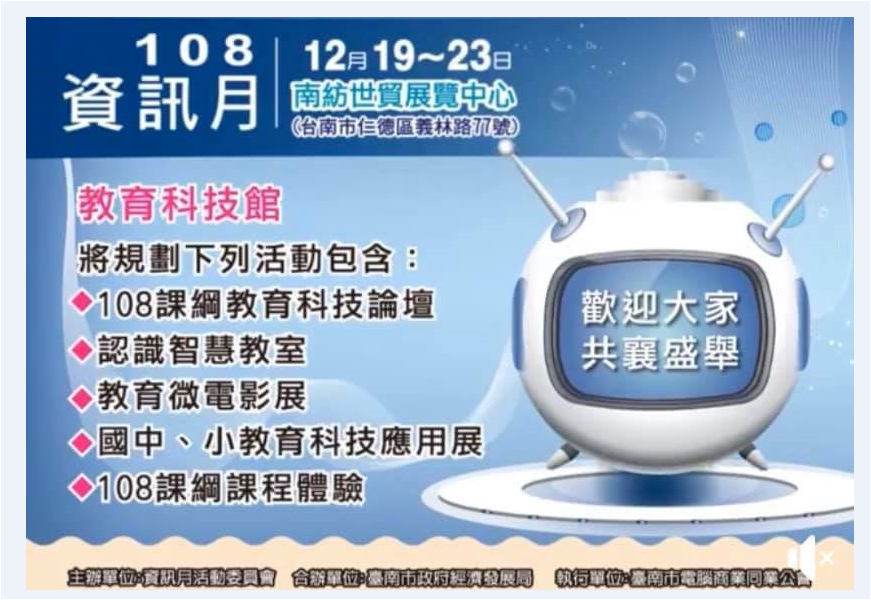 108
資訊月
12月19~23日
南紡世貿展覽中心
(台南市仁德區義林路77號)
教育科技館
將規劃下列活動包含：
◆108課綱教育科技論壇
◆認識智慧教室
◆教育微電影展
◆國中、小教育科技應用展
◆108課綱課程體驗
歡迎大家
共襄盛舉
主辦單位:資訊月活動委員會 合辦單位:臺南市政府經濟發展局 執行單位:臺南市電腦商業同業公會